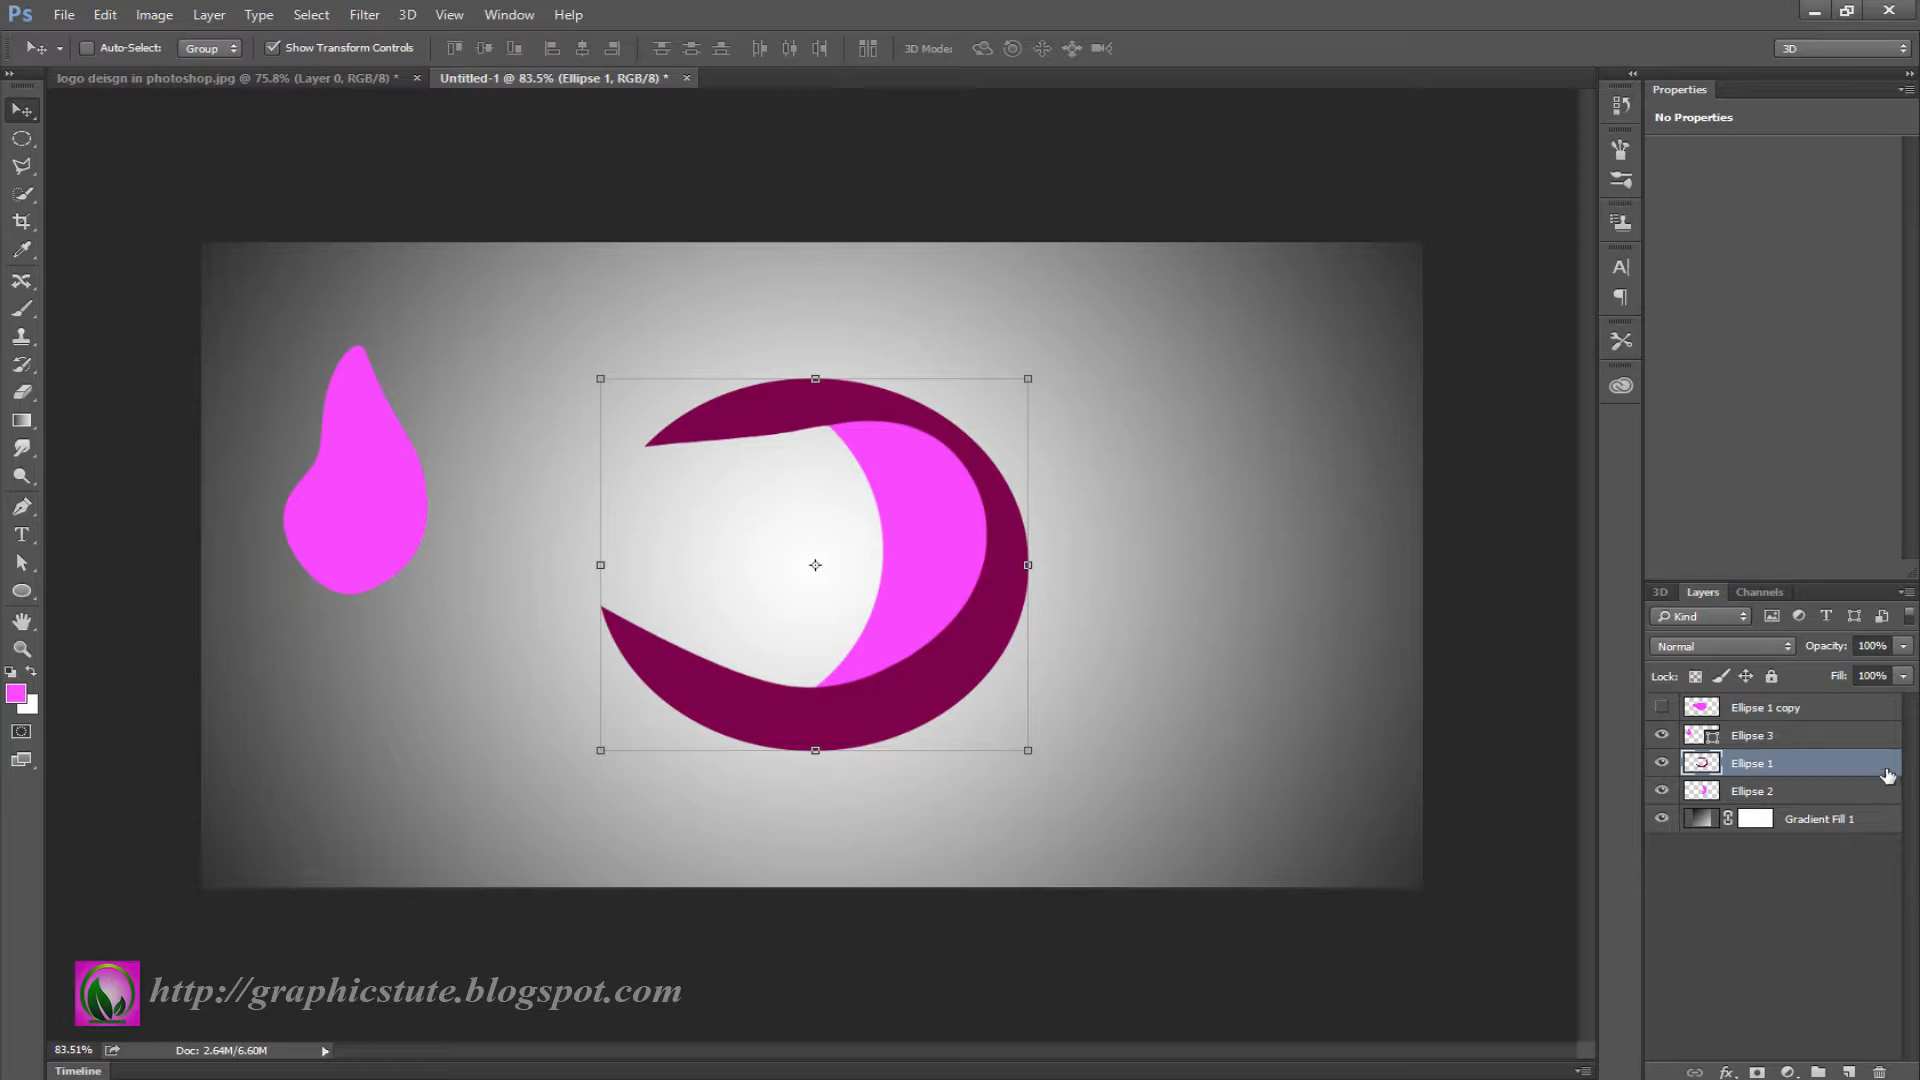 Ps File Edit Image Layer Type Select Filter 3D View Window Help
Auto-Select: Group Show Transform Controls 3D Mode: 3D
logo deisgn in photoshop.jpg @ 75.8% (Layer 0, RGB/8) * × Untitled-1 @ 83.5% (Ellipse 1, RGB/8) * ×
Properties
No Properties
3D Layers Channels
Kind
Normal Opacity: 100%
Lock: Fill: 100%
Ellipse 1 copy
Ellipse 3
Ellipse 1
Ellipse 2
Gradient Fill 1
http://graphicstute.blogspot.com
83.51% Doc: 2.64M/6.60M
Timeline